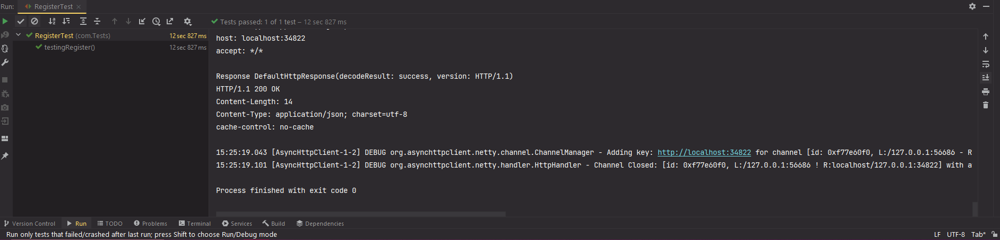 Run: RegisterTest
Tests passed: 1 of 1 test – 12 sec 827 ms
RegisterTest (com.Tests) 12 sec 827 ms
testingRegister() 12 sec 827 ms
host: localhost:34822
accept: */*
Response DefaultHttpResponse(decodeResult: success, version: HTTP/1.1)
HTTP/1.1 200 OK
Content-Length: 14
Content-Type: application/json; charset=utf-8
cache-control: no-cache
15:25:19.043 [AsyncHttpClient-1-2] DEBUG org.asynchttpclient.netty.channel.ChannelManager - Adding key: http://localhost:34822 for channel [id: 0xf77e60f0, L:/127.0.0.1:56686 - R
15:25:19.101 [AsyncHttpClient-1-2] DEBUG org.asynchttpclient.netty.handler.HttpHandler - Channel Closed: [id: 0xf77e60f0, L:/127.0.0.1:56686 ! R:localhost/127.0.0.1:34822] with a
Process finished with exit code 0
Version Control Run TODO Problems Terminal Services Build Dependencies
Run only tests that failed/crashed after last run; press Shift to choose Run/Debug mode LF UTF-8 Tab*